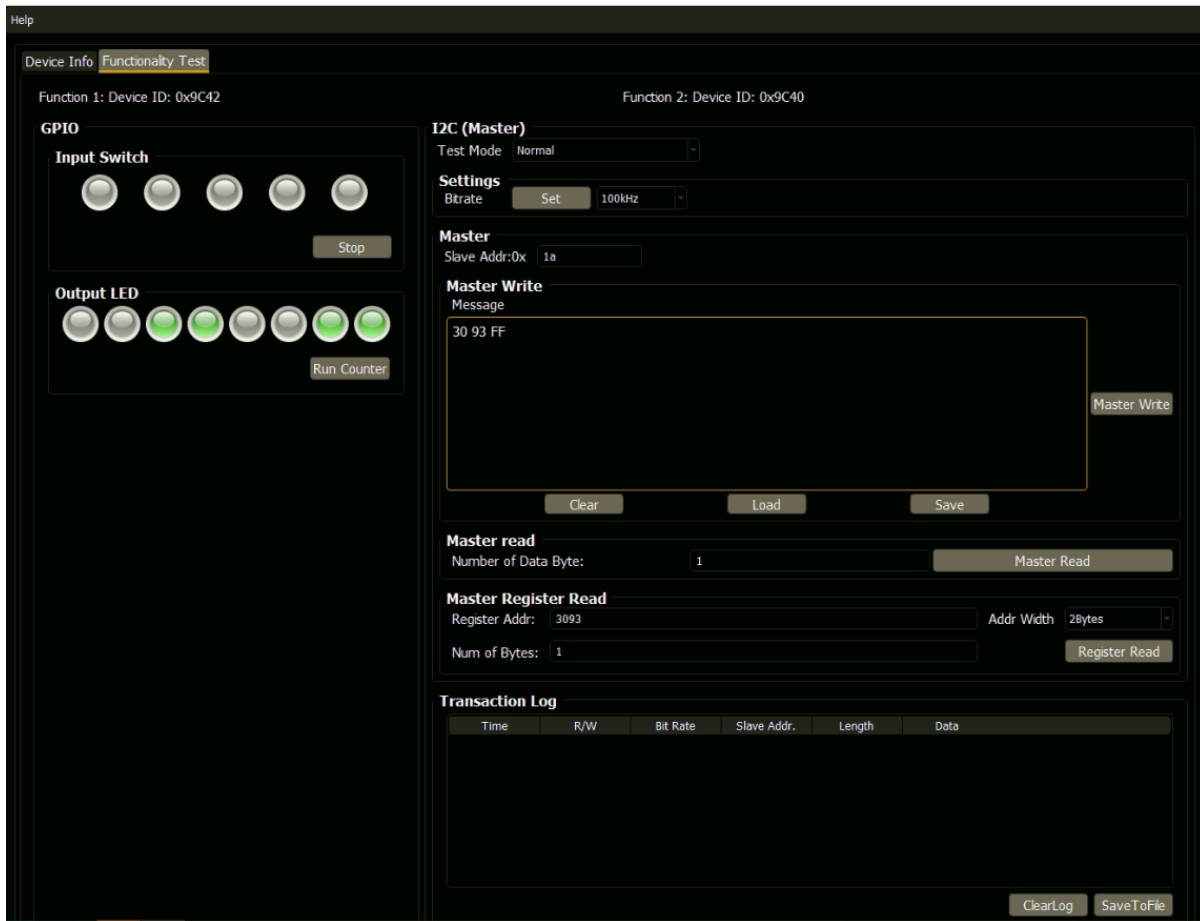 Help
Device Info Functionality Test
Function 1: Device ID: 0x9C42
Function 2: Device ID: 0x9C40
GPIO
Input Switch
Stop
Output LED
Run Counter
I2C (Master)
Test Mode Normal
Settings
Bitrate Set 100kHz
Master
Slave Addr:0x 1a
Master Write
Message
30 93 FF
Master Write
Clear Load Save
Master read
Number of Data Byte: 1 Master Read
Master Register Read
Register Addr: 3093 Addr Width 2Bytes
Num of Bytes: 1 Register Read
Transaction Log
Time R/W Bit Rate Slave Addr. Length Data
ClearLog SaveToFile